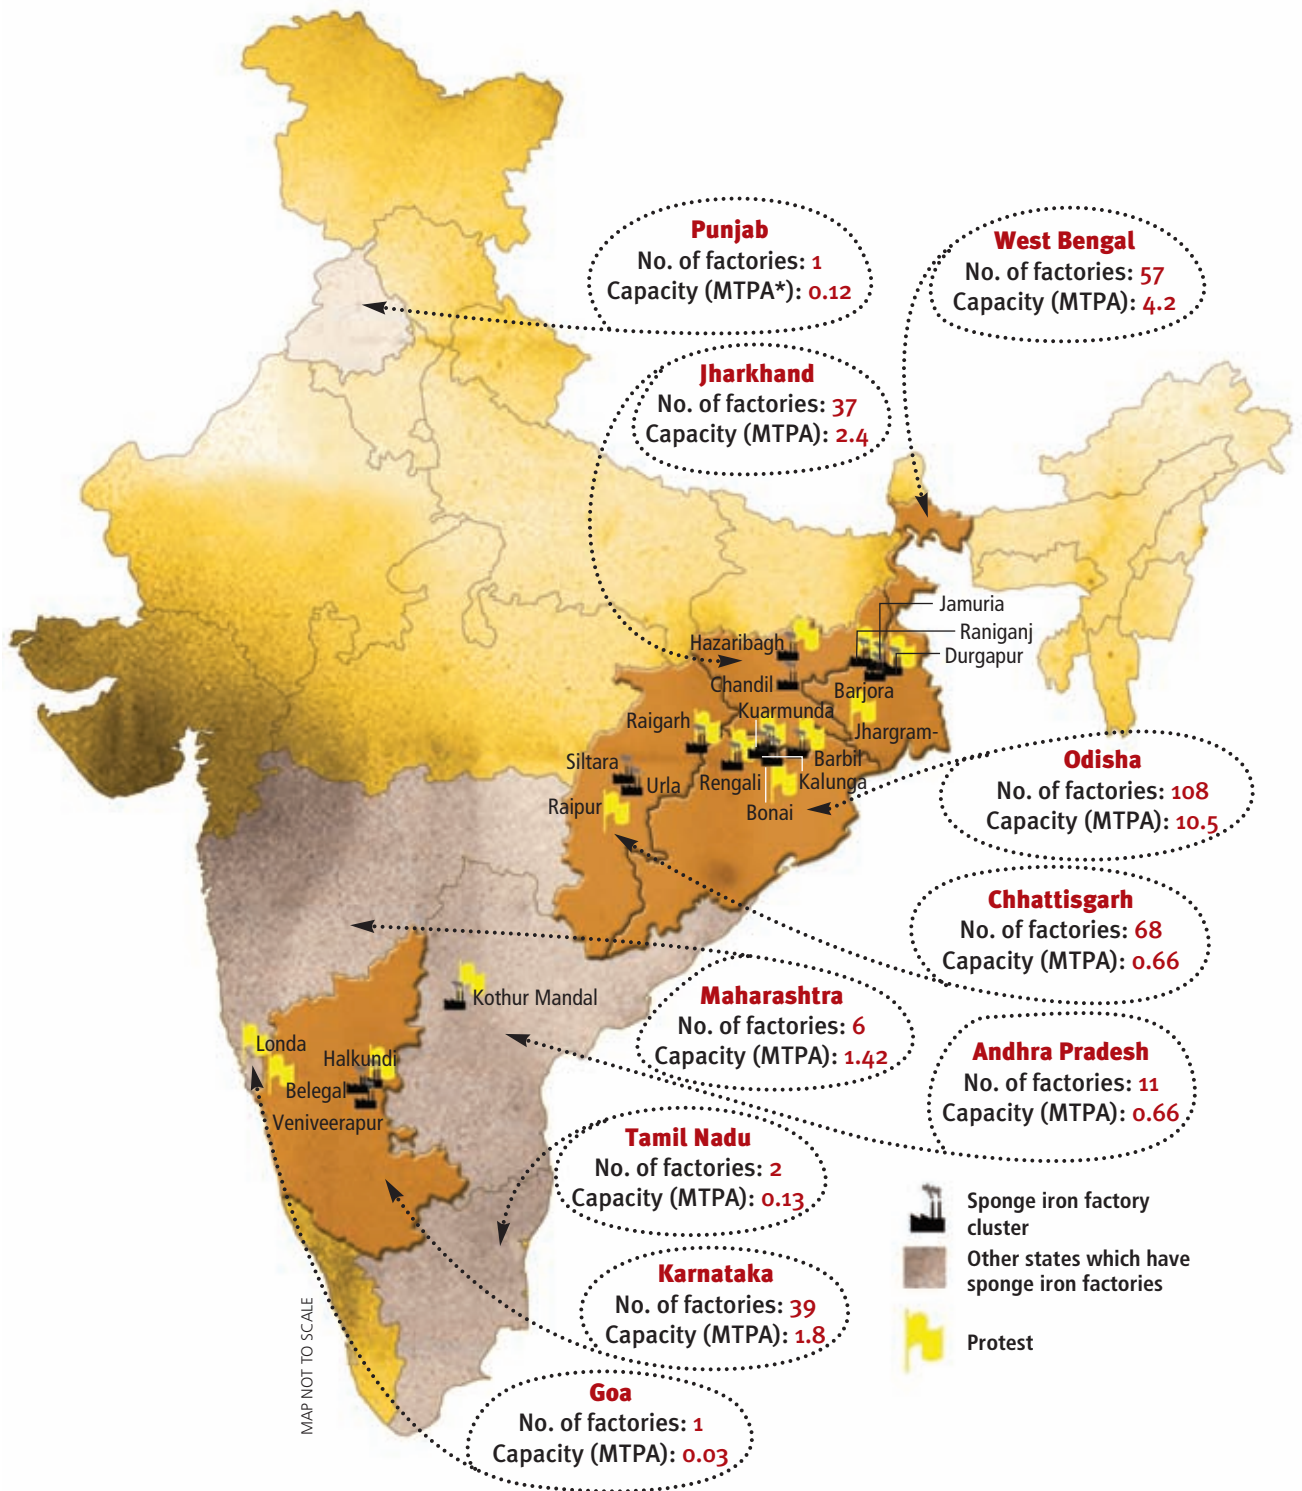 Punjab
No. of factories: 1
Capacity (MTPA*): 0.12
West Bengal
No. of factories: 57
Capacity (MTPA): 4.2
Jharkhand
No. of factories: 37
Capacity (MTPA): 2.4
Jamuria
Raniganj
Durgapur
Hazaribagh
Chandil
Barjora
Kuarmunda
Raigarh
Jhargram-
Siltara
Urla
Rengali
Barbil
Kalunga
Raipur
Bonai
Odisha
No. of factories: 108
Capacity (MTPA): 10.5
Chhattisgarh
No. of factories: 68
Capacity (MTPA): 0.66
Kothur Mandal
Maharashtra
No. of factories: 6
Capacity (MTPA): 1.42
Andhra Pradesh
No. of factories: 11
Capacity (MTPA): 0.66
Londa
Halkundi
Belegal
Veniveerapur
Tamil Nadu
No. of factories: 2
Capacity (MTPA): 0.13
Karnataka
No. of factories: 39
Capacity (MTPA): 1.8
Goa
No. of factories: 1
Capacity (MTPA): 0.03
Sponge iron factory
cluster
Other states which have
sponge iron factories
Protest
MAP NOT TO SCALE